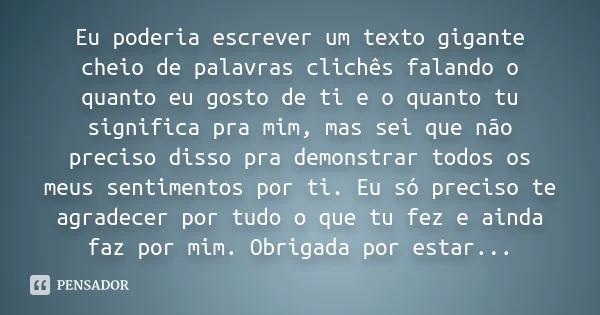 Eu poderia escrever um texto gigante
cheio de palavras clichês falando o
quanto eu gosto de ti e o quanto tu
significa pra mim, mas sei que não
preciso disso pra demonstrar todos os
meus sentimentos por ti. Eu só preciso te
agradecer por tudo o que tu fez e ainda
faz por mim. Obrigada por estar...
PENSADOR